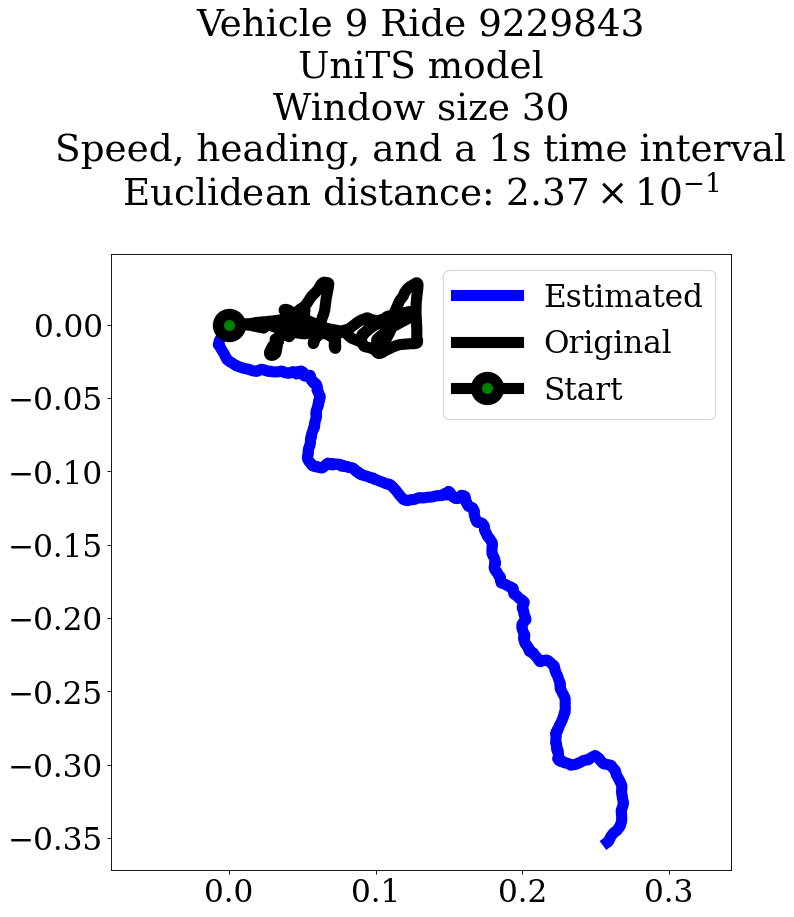 Vehicle 9 Ride 9229843
UniTS model
Window size 30
Speed, heading, and a 1s time interval
Euclidean distance: 2.37 × 10⁻¹
Estimated
Original
Start
0.00
−0.05
−0.10
−0.15
−0.20
−0.25
−0.30
−0.35
0.0 0.1 0.2 0.3